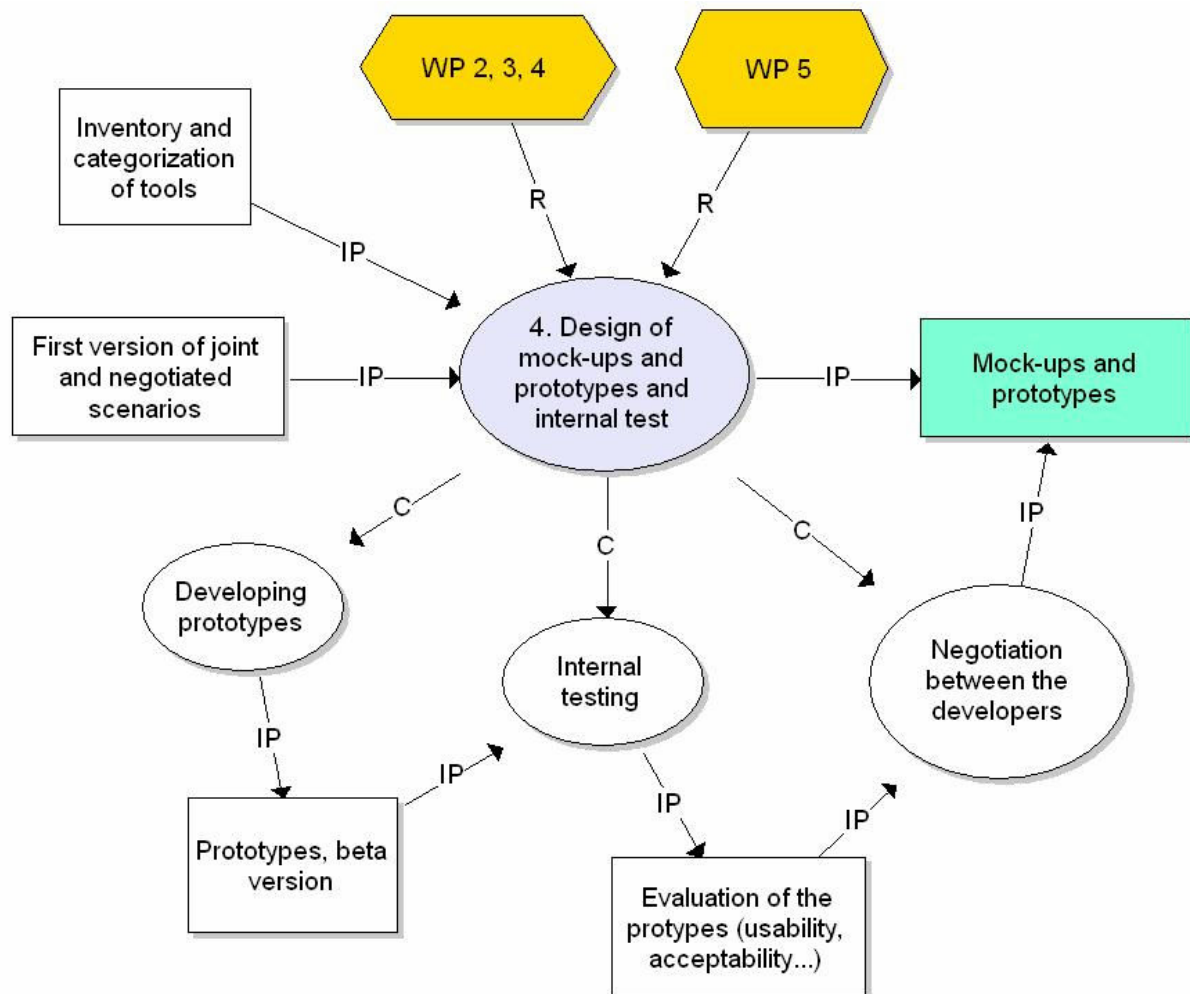 WP 2, 3, 4
WP 5
Inventory and
categorization
of tools
R
R
IP
4. Design of
mock-ups and
prototypes and
internal test
First version of joint
and negotiated
scenarios
IP
IP
Mock-ups and
prototypes
C
C
C
IP
Developing
prototypes
Internal
testing
Negotiation
between the
developers
IP
IP
IP
IP
Prototypes, beta
version
Evaluation of the
protypes (usability,
acceptability...)